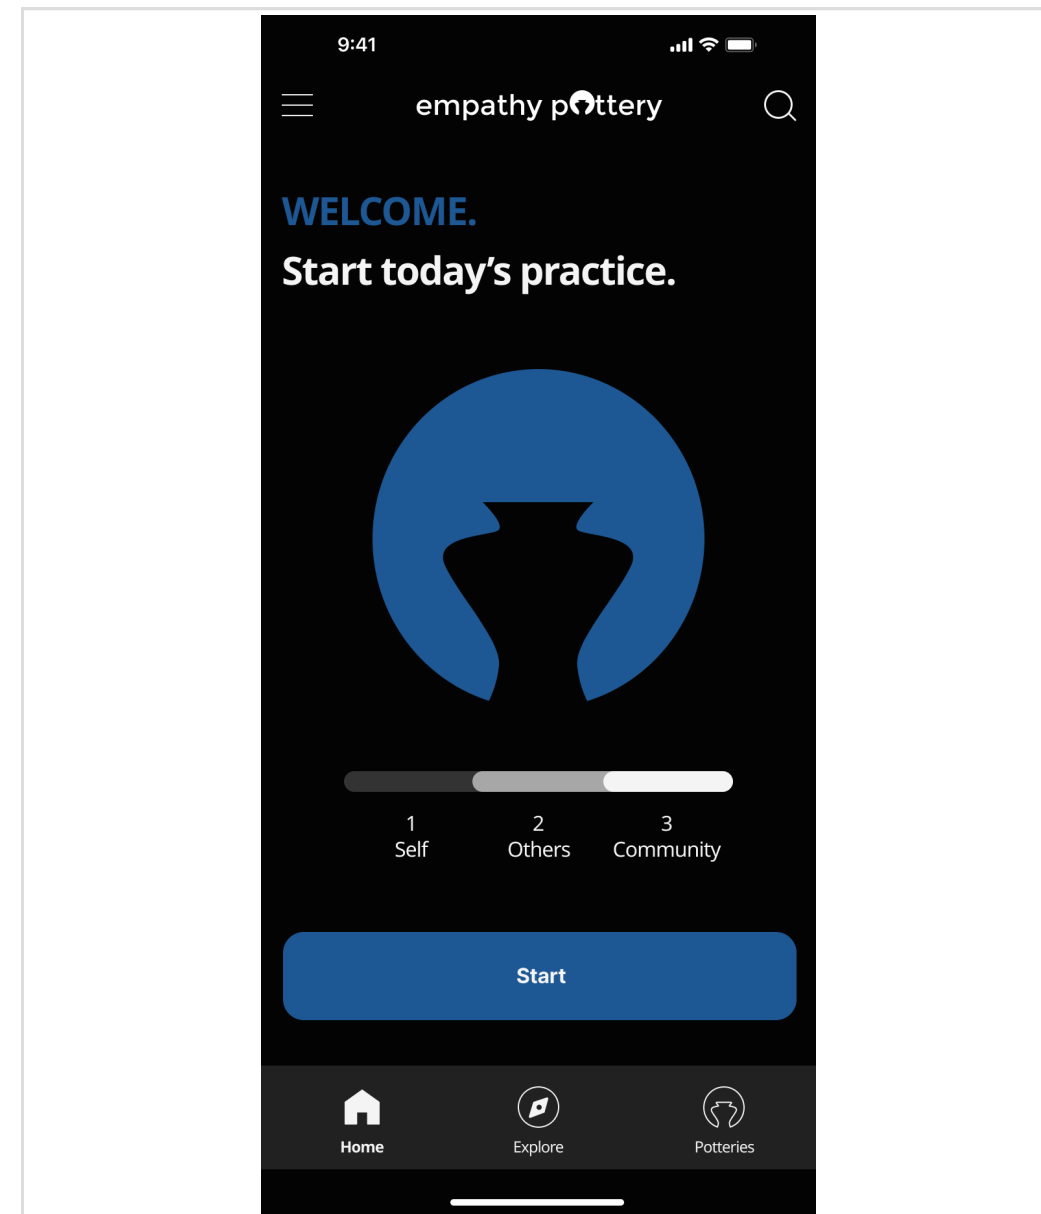 9:41
empathy pottery
WELCOME.
Start today’s practice.
1
Self
2
Others
3
Community
Start
Home
Explore
Potteries